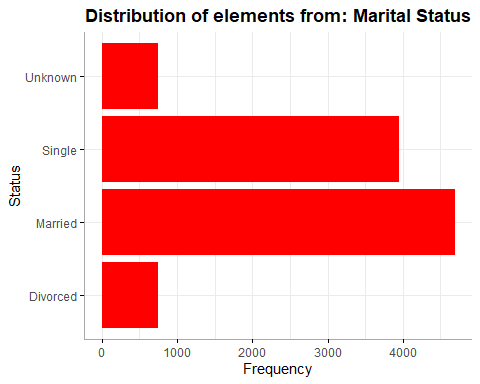 Distribution of elements from: Marital Status
Status
Unknown
Single
Married
Divorced
0 1000 2000 3000 4000
Frequency